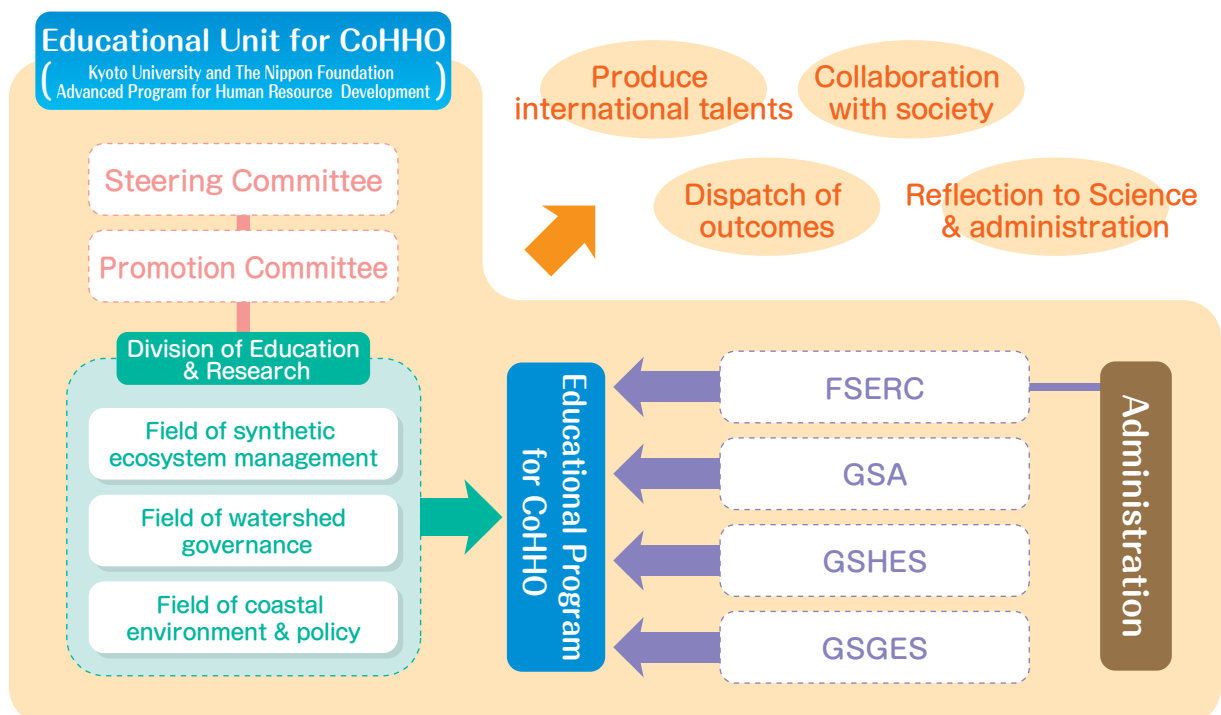 Educational Unit for CoHHO
(Kyoto University and The Nippon Foundation
Advanced Program for Human Resource Development)
Produce
international talents
Collaboration
with society
Dispatch of
outcomes
Reflection to Science
& administration
Steering Committee
Promotion Committee
Division of Education
& Research
Field of synthetic
ecosystem management
Field of watershed
governance
Field of coastal
environment & policy
Educational Program
for CoHHO
FSERC
GSA
GSHES
GSGES
Administration